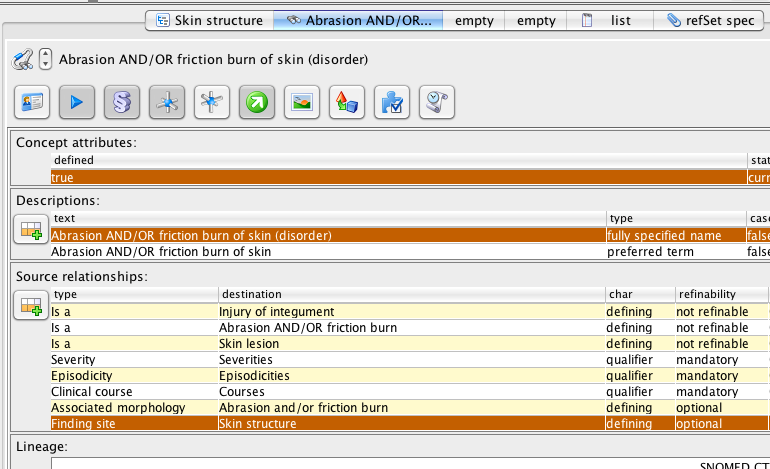 Skin structure Abrasion AND/OR... empty empty list refSet spec
Abrasion AND/OR friction burn of skin (disorder)
Concept attributes:
defined stat
true curr
Descriptions:
text type case
Abrasion AND/OR friction burn of skin (disorder) fully specified name false
Abrasion AND/OR friction burn of skin preferred term false
Source relationships:
type destination char refinability
Is a Injury of integument defining not refinable
Is a Abrasion AND/OR friction burn defining not refinable
Is a Skin lesion defining not refinable
Severity Severities qualifier mandatory
Episodicity Episodicities qualifier mandatory
Clinical course Courses qualifier mandatory
Associated morphology Abrasion and/or friction burn defining optional
Finding site Skin structure defining optional
Lineage:
SNOMED CT